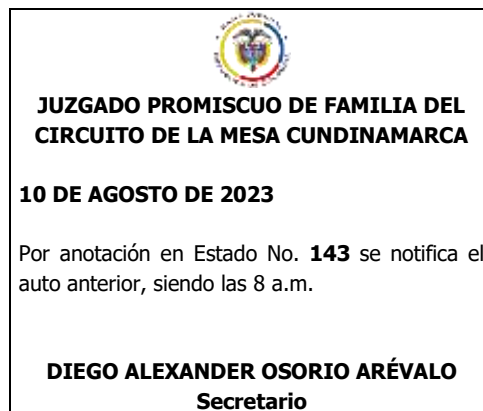 JUZGADO PROMISCUO DE FAMILIA DEL
CIRCUITO DE LA MESA CUNDINAMARCA
10 DE AGOSTO DE 2023
Por anotación en Estado No. 143 se notifica el
auto anterior, siendo las 8 a.m.
DIEGO ALEXANDER OSORIO ARÉVALO
Secretario